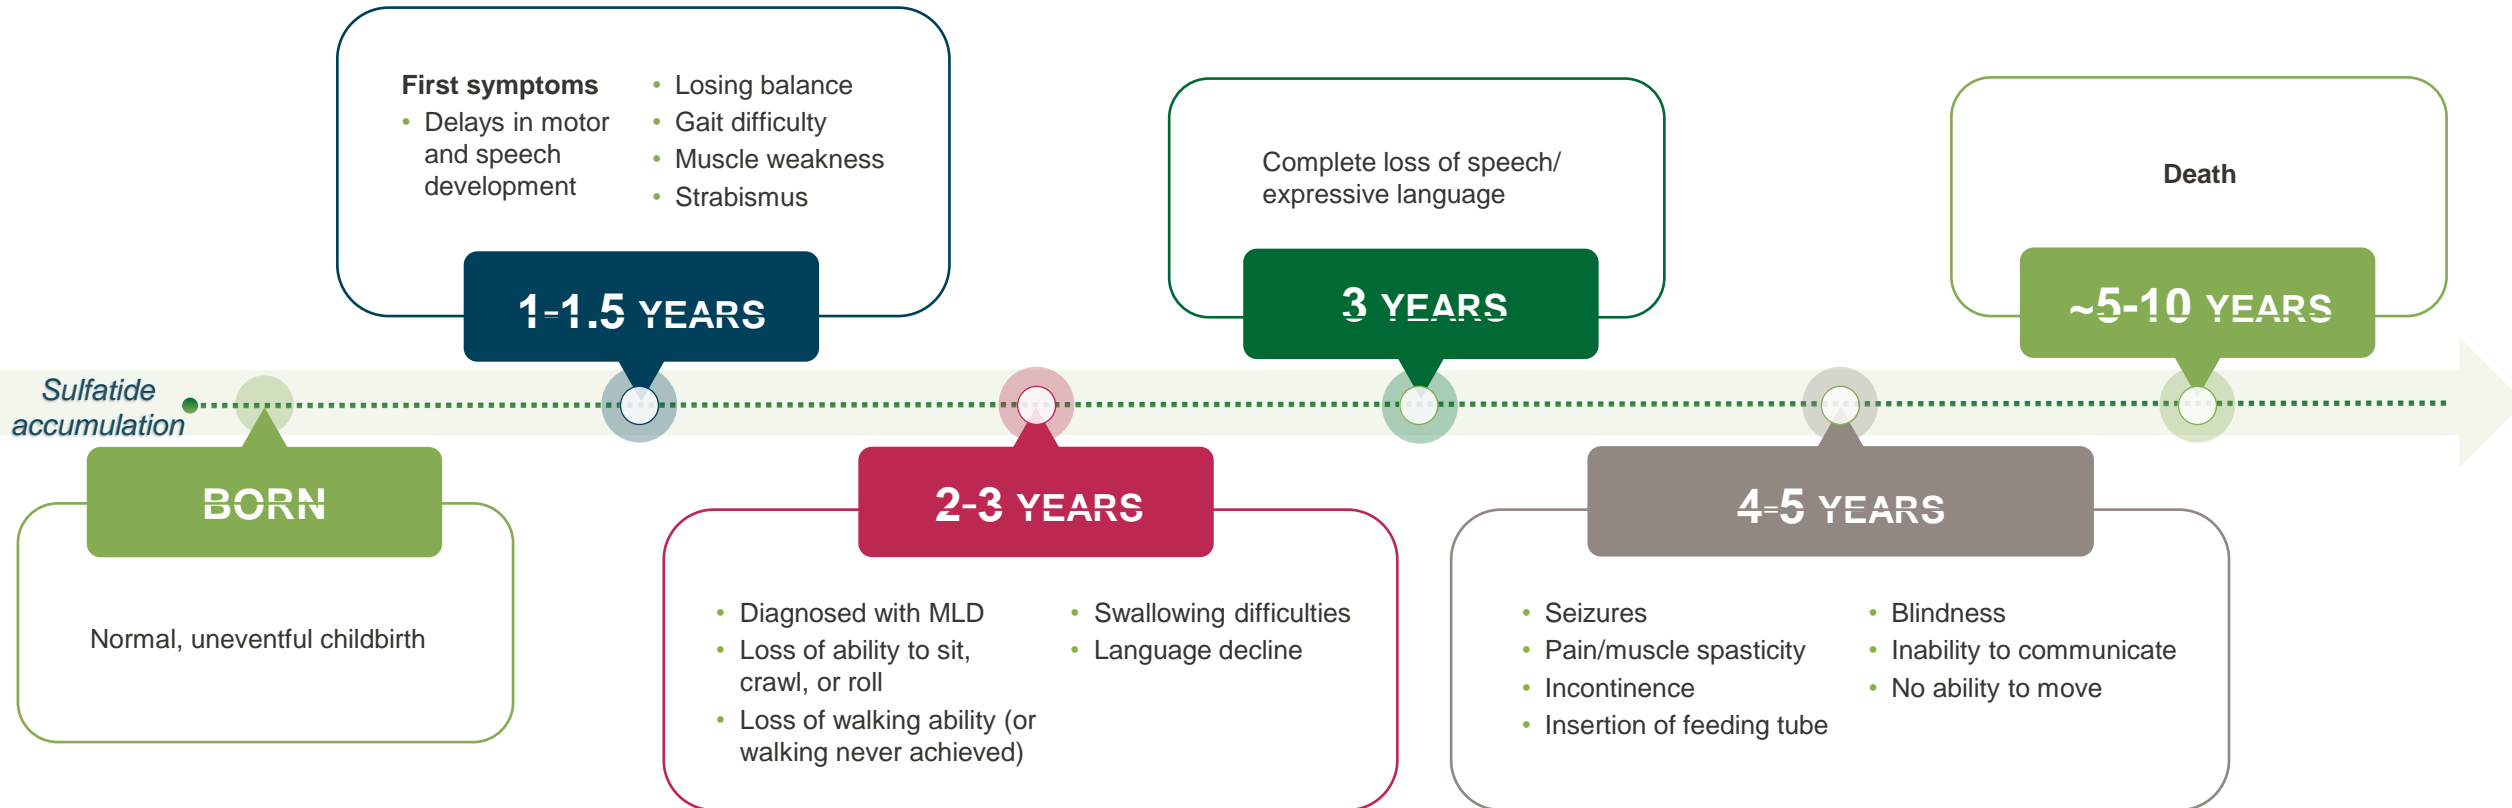 Sulfatide
accumulation
BORN
Normal, uneventful childbirth
First symptoms
• Delays in motor
and speech
development
• Losing balance
• Gait difficulty
• Muscle weakness
• Strabismus
1-1.5 YEARS
2-3 YEARS
• Diagnosed with MLD
• Loss of ability to sit,
crawl, or roll
• Loss of walking ability (or
walking never achieved)
• Swallowing difficulties
• Language decline
Complete loss of speech/
expressive language
3 YEARS
4-5 YEARS
• Seizures
• Pain/muscle spasticity
• Incontinence
• Insertion of feeding tube
• Blindness
• Inability to communicate
• No ability to move
Death
~5-10 YEARS